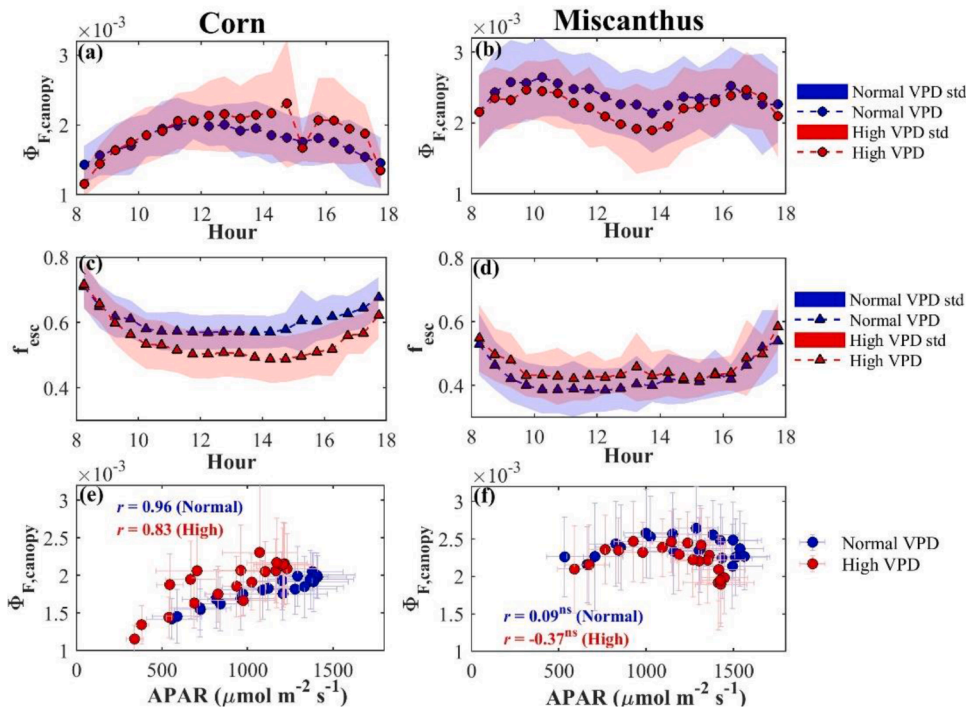 Corn
Miscanthus
×10⁻³
(a)
3
2
1
Φ_F,canopy
8 10 12 14 16 18
Hour
×10⁻³
(b)
3
2
1
Φ_F,canopy
8 10 12 14 16 18
Hour
Normal VPD std
Normal VPD
High VPD std
High VPD
(c)
0.8
0.6
0.4
f_esc
8 10 12 14 16 18
Hour
(d)
0.8
0.6
0.4
f_esc
8 10 12 14 16 18
Hour
Normal VPD std
Normal VPD
High VPD std
High VPD
×10⁻³
(e)
r = 0.96 (Normal)
r = 0.83 (High)
3
2.5
2
1.5
1
Φ_F,canopy
0 500 1000 1500
APAR (μmol m⁻² s⁻¹)
×10⁻³
(f)
r = 0.09ⁿˢ (Normal)
r = -0.37ⁿˢ (High)
3
2.5
2
1.5
1
Φ_F,canopy
0 500 1000 1500
APAR (μmol m⁻² s⁻¹)
Normal VPD
High VPD